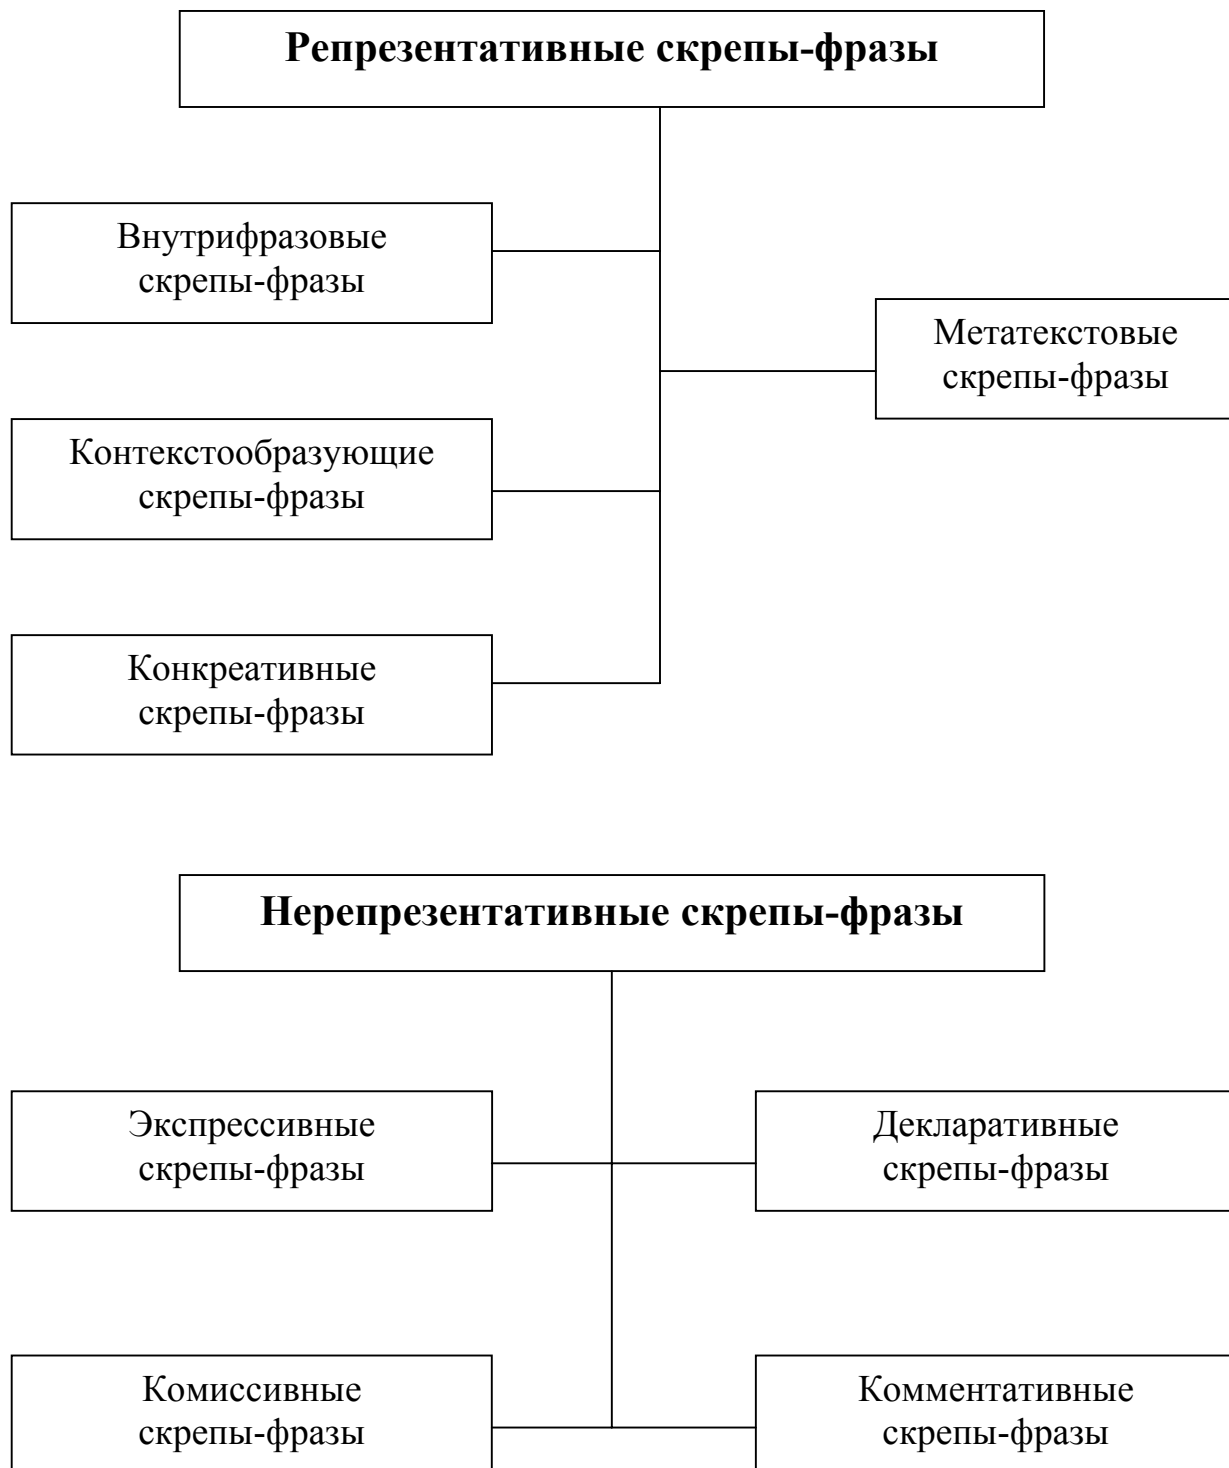 Репрезентативные скрепы-фразы
Внутрифразовые
скрепы-фразы
Метатекстовые
скрепы-фразы
Контекстообразующие
скрепы-фразы
Конкреативные
скрепы-фразы
Нерепрезентативные скрепы-фразы
Экспрессивные
скрепы-фразы
Декларативные
скрепы-фразы
Комиссивные
скрепы-фразы
Комментативные
скрепы-фразы